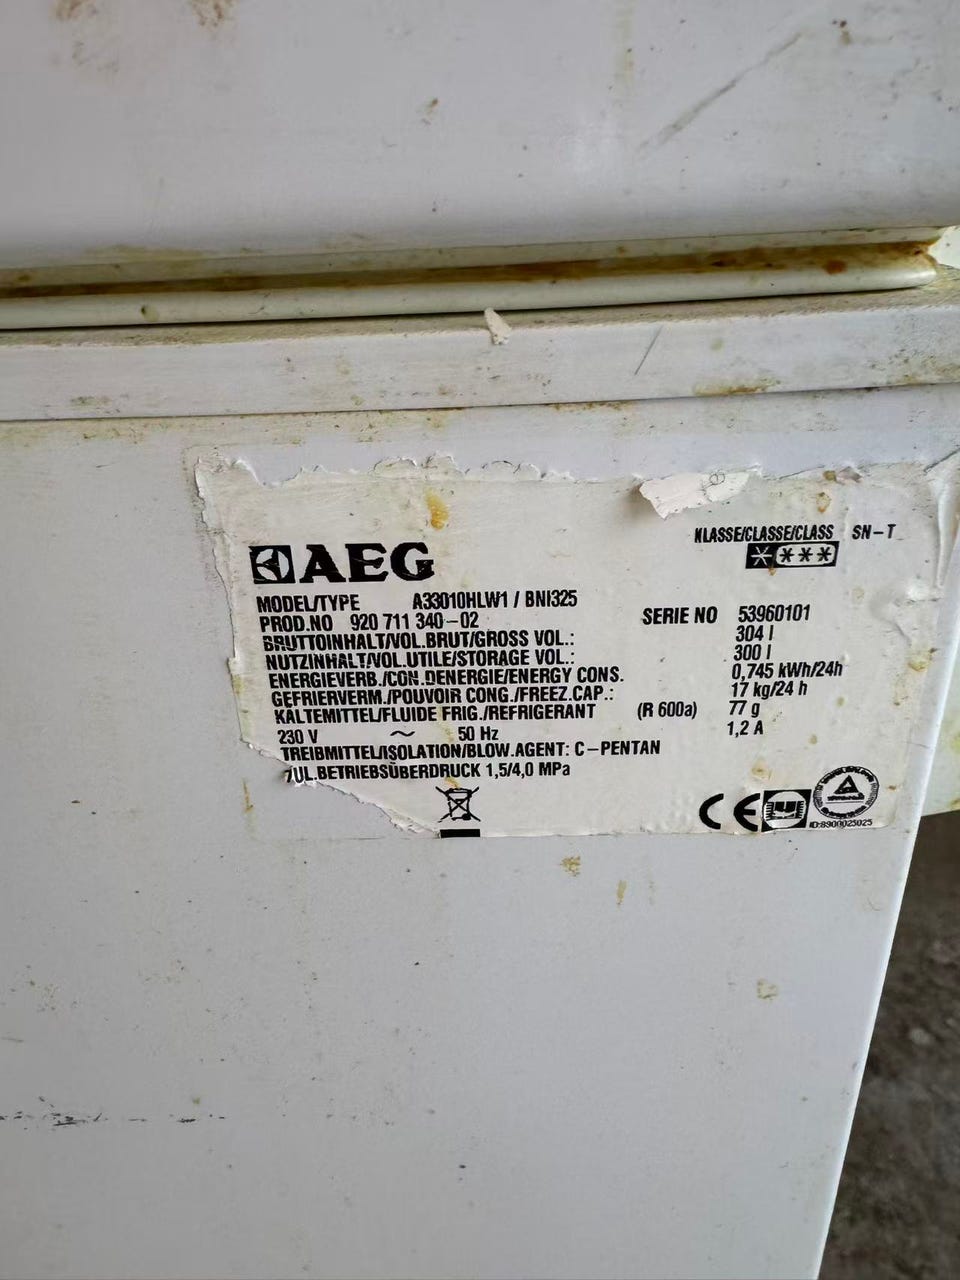 KLASSE/CLASSE/CLASS SN-T
****
AEG
MODEL/TYPE A33010HLW1 / BNI325
PROD.NO 920 711 340-02 SERIE NO 53960101
BRUTTOINHALT/VOL.BRUT/GROSS VOL.: 304 l
NUTZINHALT/VOL.UTILE/STORAGE VOL.: 300 l
ENERGIEVERB./CON.DENERGIE/ENERGY CONS. 0,745 kWh/24h
GEFRIERVERM./POUVOIR CONG./FREEZ.CAP.: 17 kg/24 h
KÄLTEMITTEL/FLUIDE FRIG./REFRIGERANT (R 600a) 77 g
230 V ~ 50 Hz 1,2 A
TREIBMITTEL/ISOLATION/BLOW.AGENT: C-PENTAN
ZUL.BETRIEBSÜBERDRUCK 1,5/4,0 MPa
CE
ID:8900025025